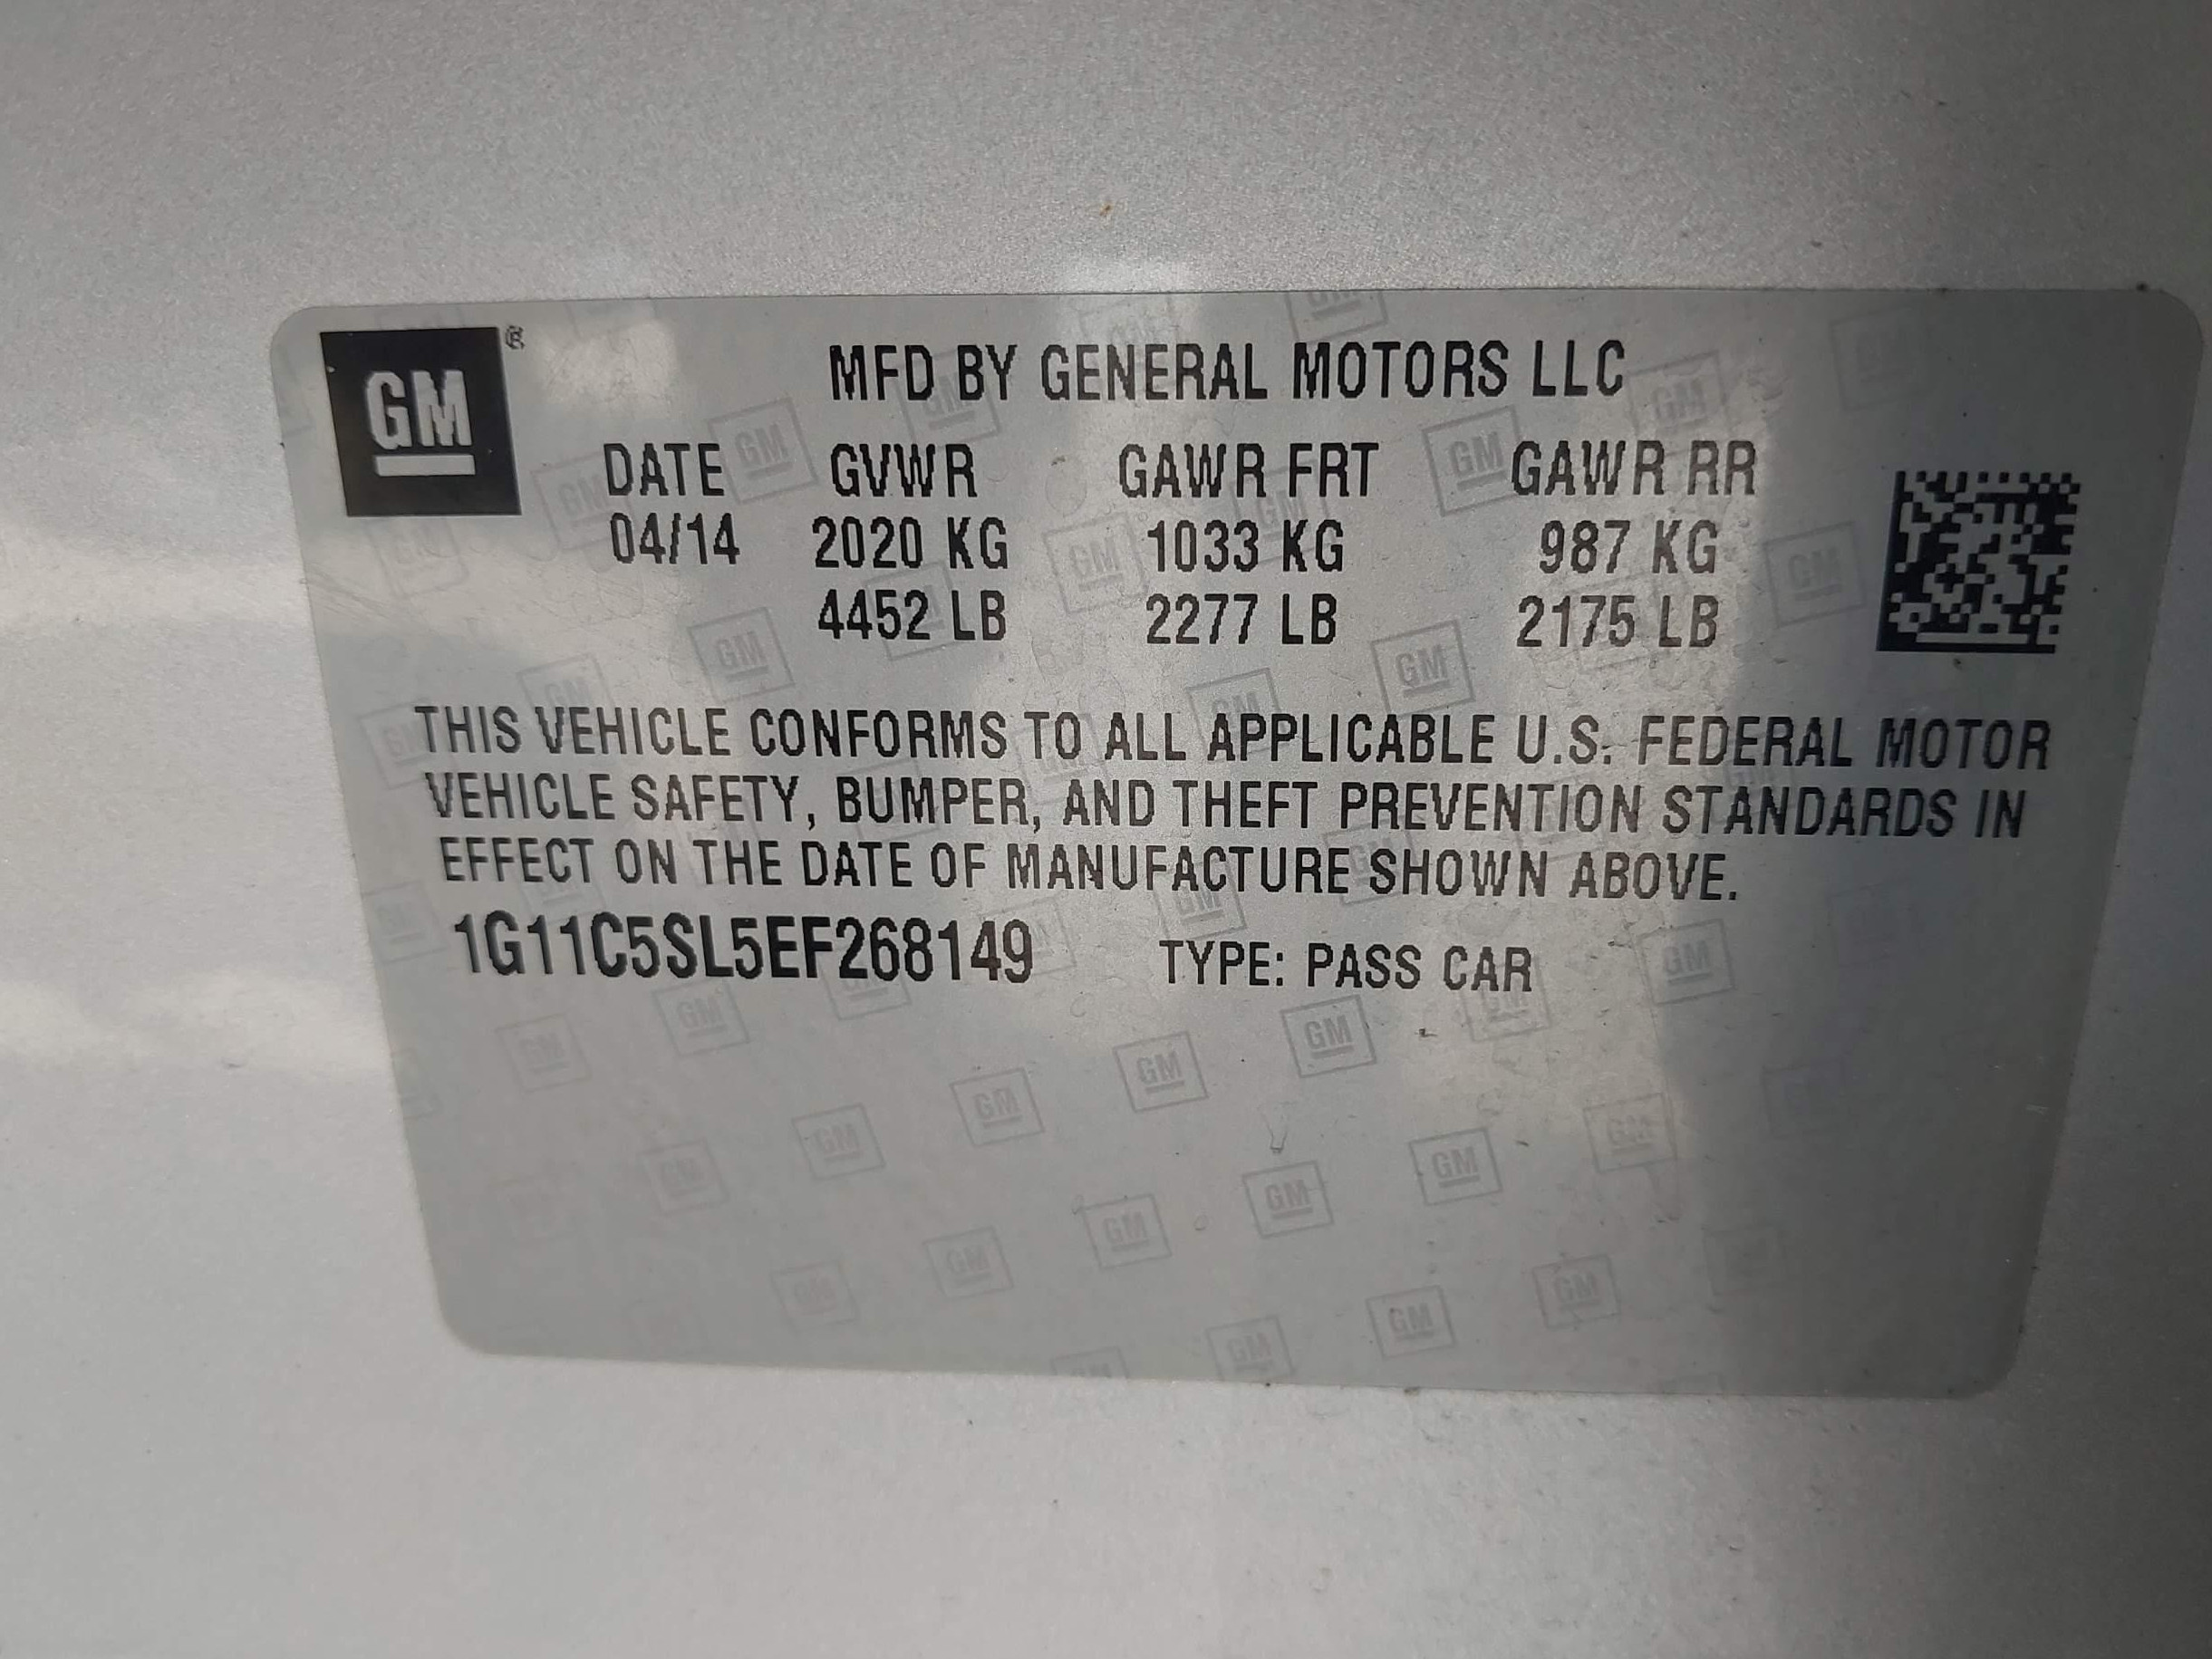 GM ®
MFD BY GENERAL MOTORS LLC
DATE GVWR GAWR FRT GAWR RR
04/14 2020 KG 1033 KG 987 KG
4452 LB 2277 LB 2175 LB
THIS VEHICLE CONFORMS TO ALL APPLICABLE U.S. FEDERAL MOTOR
VEHICLE SAFETY, BUMPER, AND THEFT PREVENTION STANDARDS IN
EFFECT ON THE DATE OF MANUFACTURE SHOWN ABOVE.
1G11C5SL5EF268149 TYPE: PASS CAR